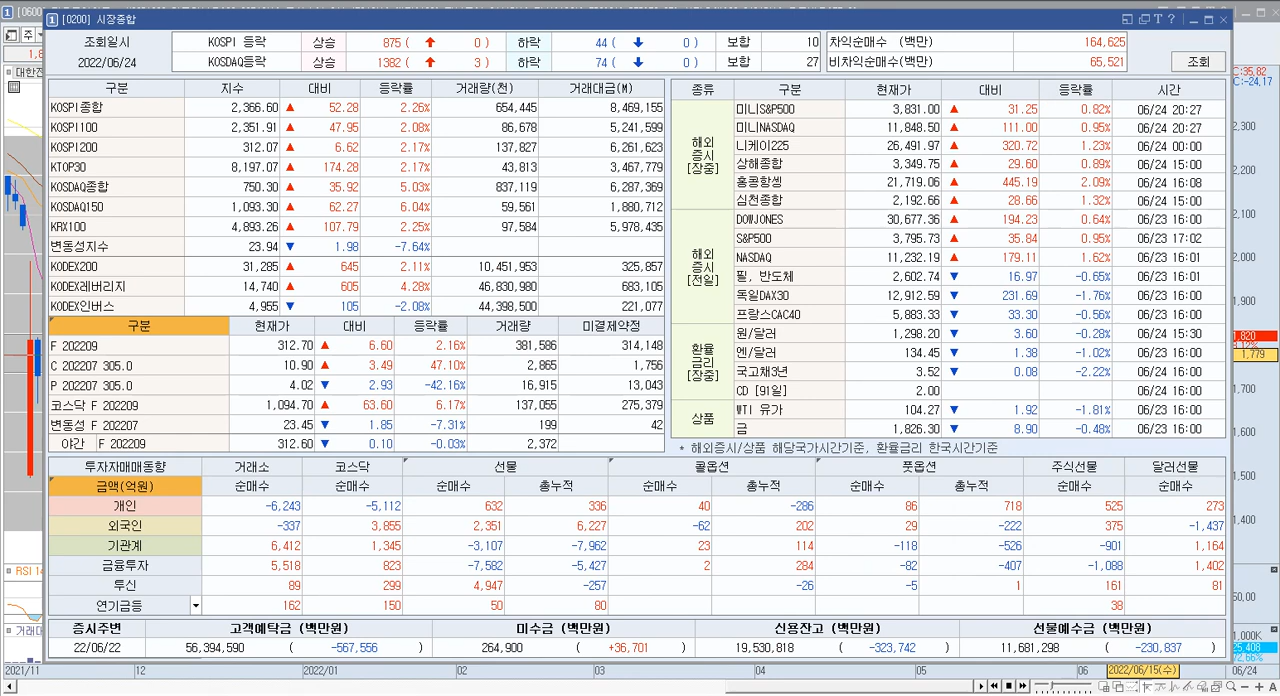 [0200] 시장종합
조회일시 KOSPI 등락 상승 875 ( ↑ 0 ) 하락 44 ( ↓ 0 ) 보합 10 차익순매수 (백만) 164,625
2022/06/24 KOSDAQ등락 상승 1382 ( ↑ 3 ) 하락 74 ( ↓ 0 ) 보합 27 비차익순매수(백만) 65,521 조회
구분 지수 대비 등락률 거래량(천) 거래대금(M)
KOSPI종합 2,366.60 ▲ 52.28 2.26% 654,445 8,469,155
KOSPI100 2,351.91 ▲ 47.95 2.08% 86,678 5,241,599
KOSPI200 312.07 ▲ 6.62 2.17% 137,827 6,261,623
KTOP30 8,197.07 ▲ 174.28 2.17% 43,813 3,467,779
KOSDAQ종합 750.30 ▲ 35.92 5.03% 837,119 6,287,369
KOSDAQ150 1,093.30 ▲ 62.27 6.04% 59,561 1,880,712
KRX100 4,893.26 ▲ 107.79 2.25% 97,584 5,978,435
변동성지수 23.94 ▼ 1.98 -7.64%
KODEX200 31,285 ▲ 645 2.11% 10,451,953 325,857
KODEX레버리지 14,740 ▲ 605 4.28% 46,830,980 683,105
KODEX인버스 4,955 ▼ 105 -2.08% 44,398,500 221,077
구분 현재가 대비 등락률 거래량 미결제약정
F 202209 312.70 ▲ 6.60 2.16% 381,586 314,148
C 202207 305.0 10.90 ▲ 3.49 47.10% 2,865 1,756
P 202207 305.0 4.02 ▼ 2.93 -42.16% 16,915 13,043
코스닥 F 202209 1,094.70 ▲ 63.60 6.17% 137,055 275,379
변동성 F 202207 23.45 ▼ 1.85 -7.31% 199 42
야간 F 202209 312.60 ▼ 0.10 -0.03% 2,372
종류 구분 현재가 대비 등락률 시간
해외
증시
[장중]
미니S&P500 3,831.00 ▲ 31.25 0.82% 06/24 20:27
미니NASDAQ 11,848.50 ▲ 111.00 0.95% 06/24 20:27
니케이225 26,491.97 ▲ 320.72 1.23% 06/24 00:00
상해종합 3,349.75 ▲ 29.60 0.89% 06/24 15:00
홍콩항셍 21,719.06 ▲ 445.19 2.09% 06/24 16:08
심천종합 2,192.66 ▲ 28.66 1.32% 06/24 15:00
해외
증시
[전일]
DOWJONES 30,677.36 ▲ 194.23 0.64% 06/23 16:00
S&P500 3,795.73 ▲ 35.84 0.95% 06/23 17:02
NASDAQ 11,232.19 ▲ 179.11 1.62% 06/23 16:01
필, 반도체 2,602.74 ▼ 16.97 -0.65% 06/23 16:01
독일DAX30 12,912.59 ▼ 231.69 -1.76% 06/23 16:00
프랑스CAC40 5,883.33 ▼ 33.30 -0.56% 06/23 16:00
환율
금리
[장중]
원/달러 1,298.20 ▼ 3.60 -0.28% 06/24 15:30
엔/달러 134.45 ▼ 1.38 -1.02% 06/23 16:00
국고채3년 3.52 ▼ 0.08 -2.22% 06/23 16:00
CD [91일] 2.00 06/24 16:00
상품
WTI 유가 104.27 ▼ 1.92 -1.81% 06/23 16:00
금 1,826.30 ▼ 8.90 -0.48% 06/23 16:00
* 해외증시/상품 해당국가시간기준, 환율금리 한국시간기준
투자자매매동향 거래소 코스닥 선물 콜옵션 풋옵션 주식선물 달러선물
금액(억원) 순매수 순매수 순매수 총누적 순매수 총누적 순매수 총누적 순매수 순매수
개인 -6,243 -5,112 632 336 40 -286 86 718 525 273
외국인 -337 3,855 2,351 6,227 -62 202 29 -222 375 -1,437
기관계 6,412 1,345 -3,107 -7,962 23 114 -118 -526 -901 1,164
금융투자 5,518 823 -7,582 -5,427 2 284 -82 -407 -1,088 1,402
투신 89 299 4,947 -257 -26 -5 1 161 81
연기금등 162 150 50 80 38
증시주변 고객예탁금 (백만원) 미수금 (백만원) 신용잔고 (백만원) 선물예수금 (백만원)
22/06/22 56,394,590 ( -567,556 ) 264,900 ( +36,701 ) 19,530,818 ( -323,742 ) 11,681,298 ( -230,837 )
2,300
2,200
2,100
2,000
1,900
1,820
1,779
1,700
1,600
1,500
1,400
2021/11 12 2022/01 02 03 04 05 06 2022/06/15(수) 06/24